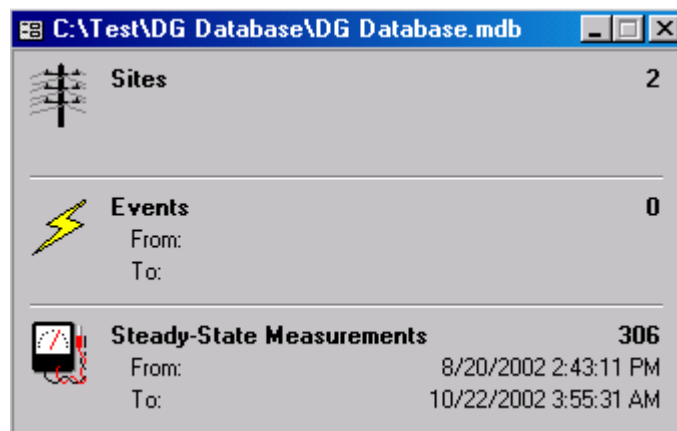 C:\Test\DG Database\DG Database.mdb
Sites 2
Events 0
From:
To:
Steady-State Measurements 306
From: 8/20/2002 2:43:11 PM
To: 10/22/2002 3:55:31 AM